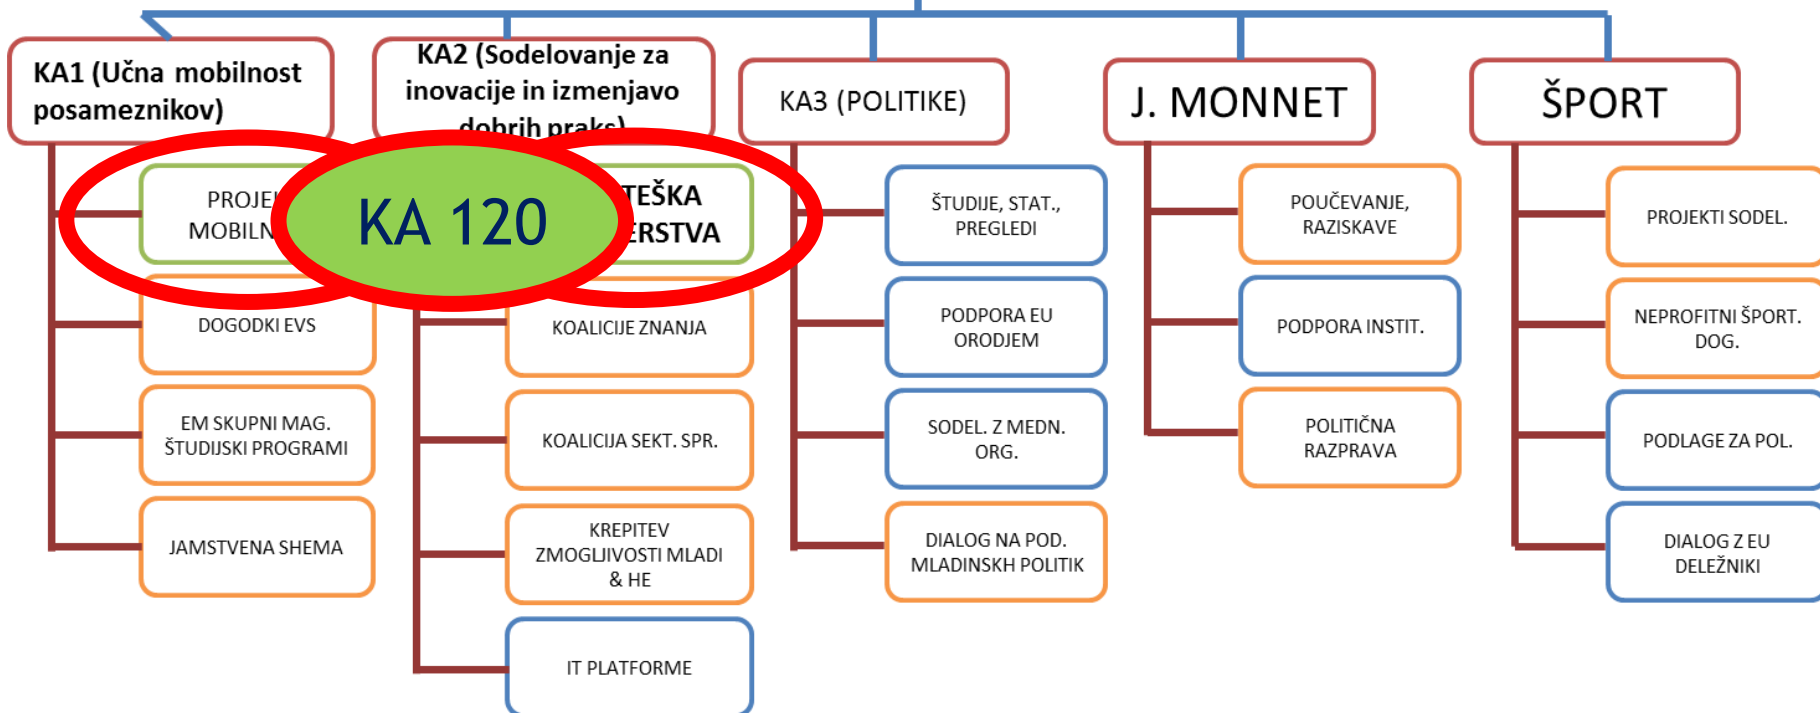 KA1 (Učna mobilnost
posameznikov)
PROJE
MOBILN
DOGODKI EVS
EM SKUPNI MAG.
ŠTUDIJSKI PROGRAMI
JAMSTVENA SHEMA
KA2 (Sodelovanje za
inovacije in izmenjavo
dobrih praks)
KA 120
TEŠKA
ERSTVA
KOALICIJE ZNANJA
KOALICIJA SEKT. SPR.
KREPITEV
ZMOGLJIVOSTI MLADI
& HE
IT PLATFORME
KA3 (POLITIKE)
ŠTUDIJE, STAT.,
PREGLEDI
PODPORA EU
ORODJEM
SODEL. Z MEDN.
ORG.
DIALOG NA POD.
MLADINSKH POLITIK
J. MONNET
POUČEVANJE,
RAZISKAVE
PODPORA INSTIT.
POLITIČNA
RAZPRAVA
ŠPORT
PROJEKTI SODEL.
NEPROFITNI ŠPORT.
DOG.
PODLAGE ZA POL.
DIALOG Z EU
DELEŽNIKI